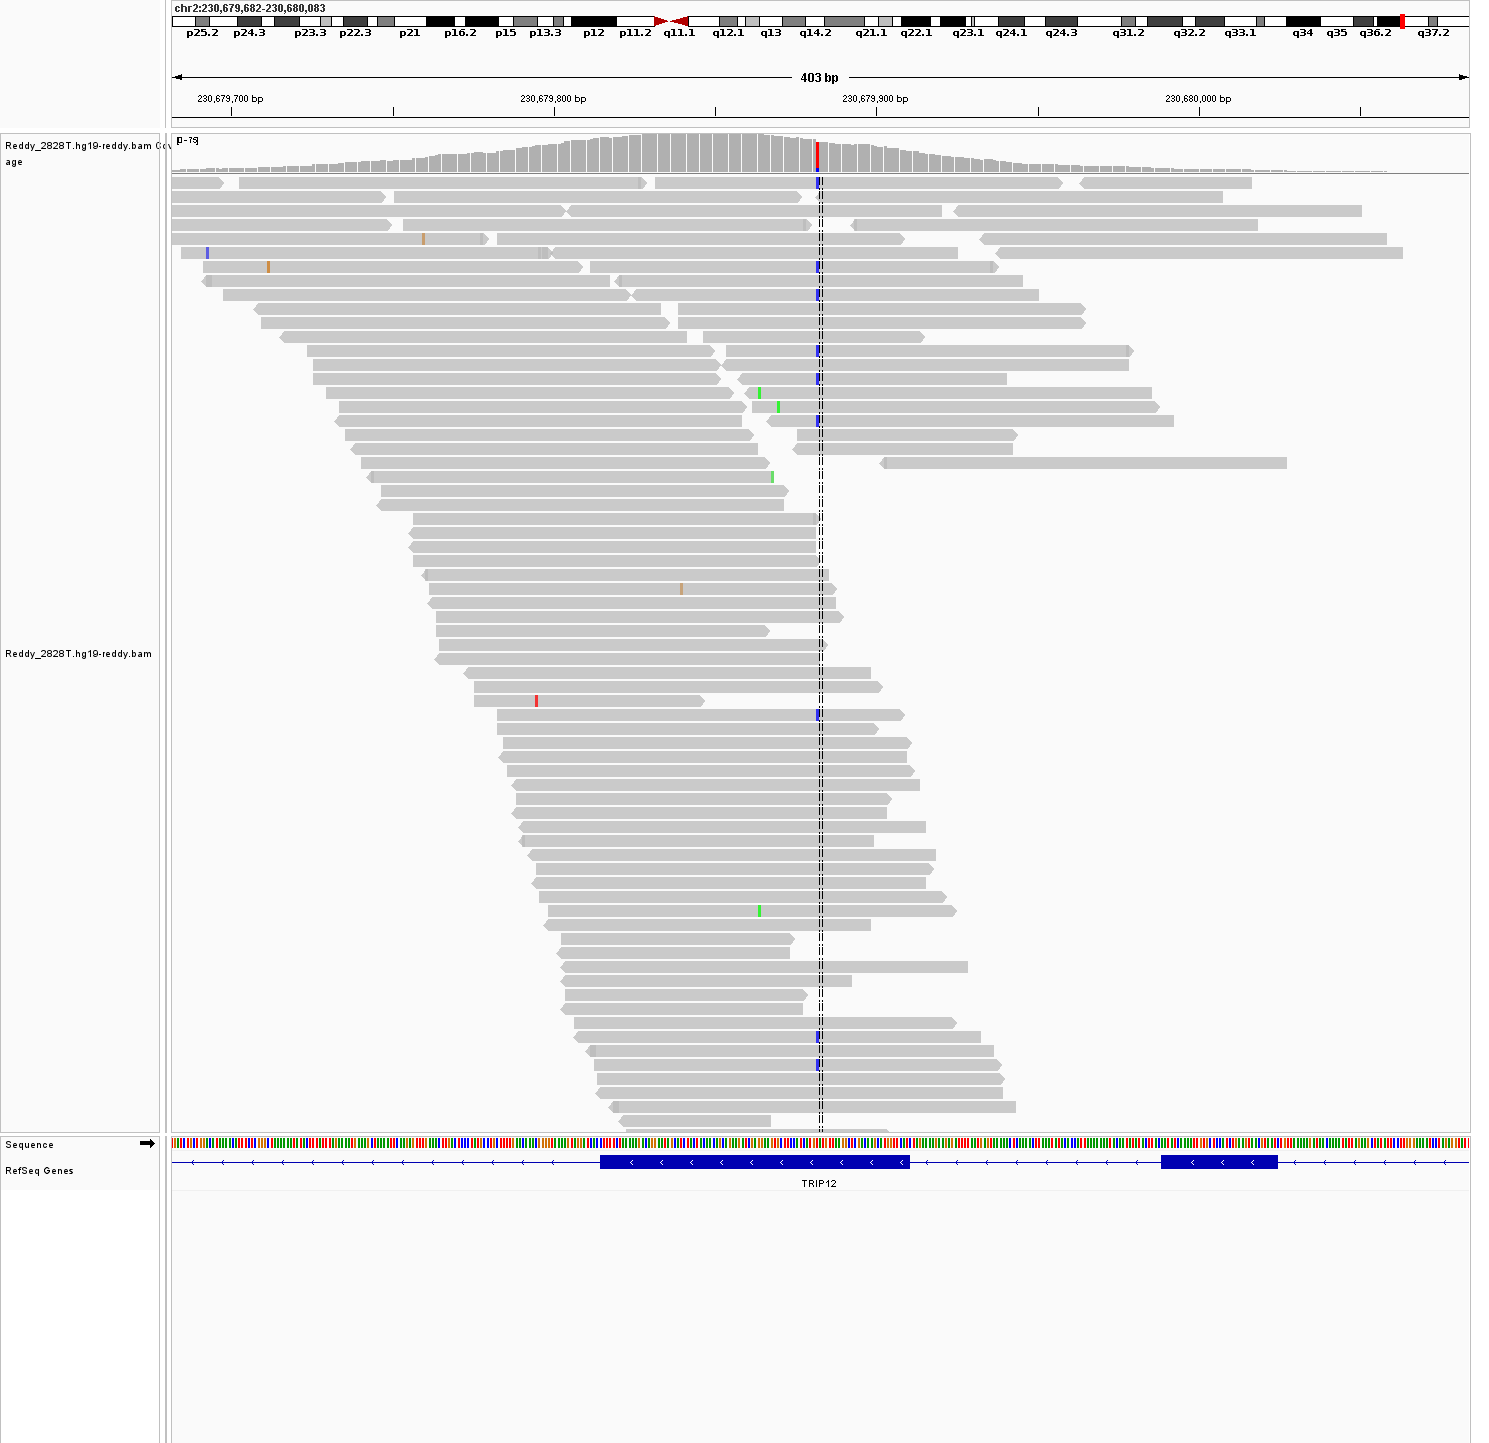 chr2:230,679,682-230,680,083
p25.2 p24.3 p23.3 p22.3 p21 p16.2 p15 p13.3 p12 p11.2 q11.1 q12.1 q13 q14.2 q21.1 q22.1 q23.1 q24.1 q24.3 q31.2 q32.2 q33.1 q34 q35 q36.2 q37.2
403 bp
230,679,700 bp 230,679,800 bp 230,679,900 bp 230,680,000 bp
Reddy_2828T.hg19-reddy.bam Cov
age
[0-79]
Reddy_2828T.hg19-reddy.bam
Sequence
RefSeq Genes
TRIP12